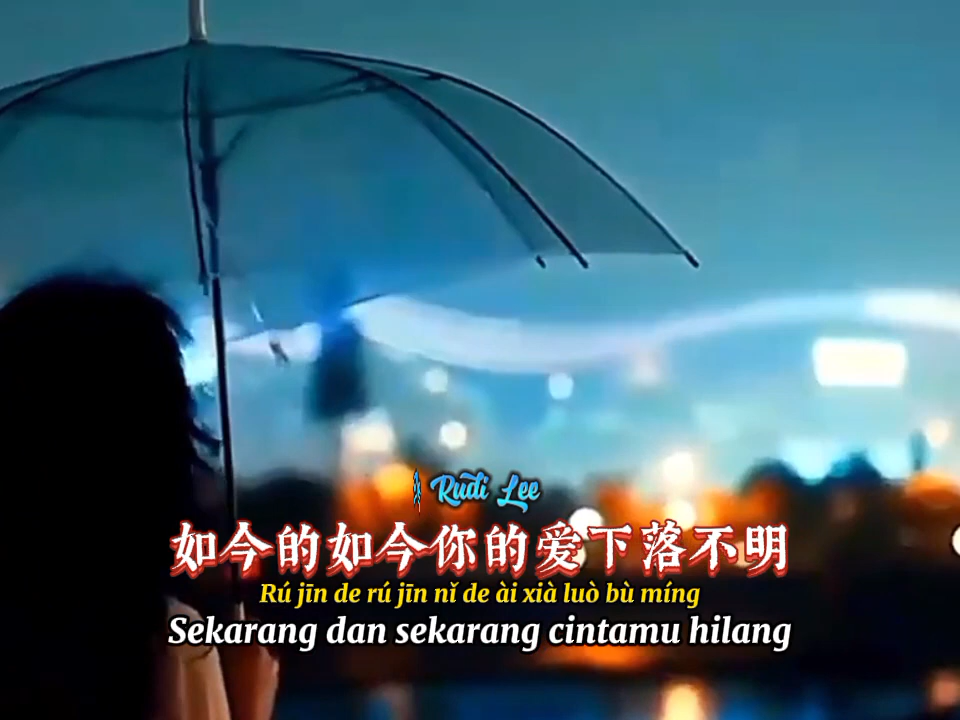 Rudi Lee
如今的如今你的爱下落不明
Rú jīn de rú jīn nǐ de ài xià luò bù míng
Sekarang dan sekarang cintamu hilang